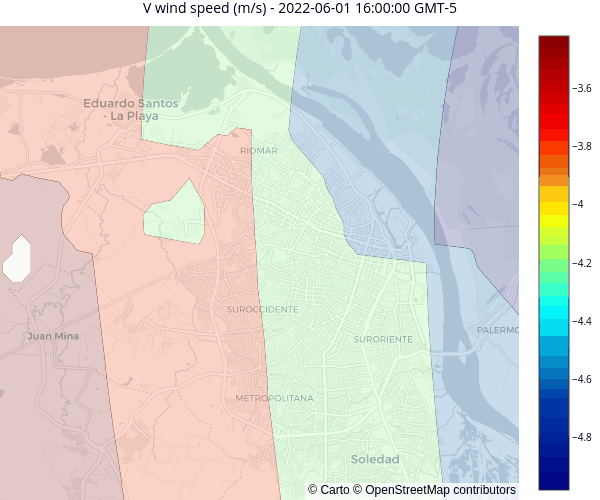 V wind speed (m/s) - 2022-06-01 16:00:00 GMT-5
Eduardo Santos
- La Playa
RIOMAR
SUROCCIDENTE
Juan Mina
SURORIENTE
PALERMO
METROPOLITANA
Soledad
−3.6
−3.8
−4
−4.2
−4.4
−4.6
−4.8
© Carto © OpenStreetMap contributors